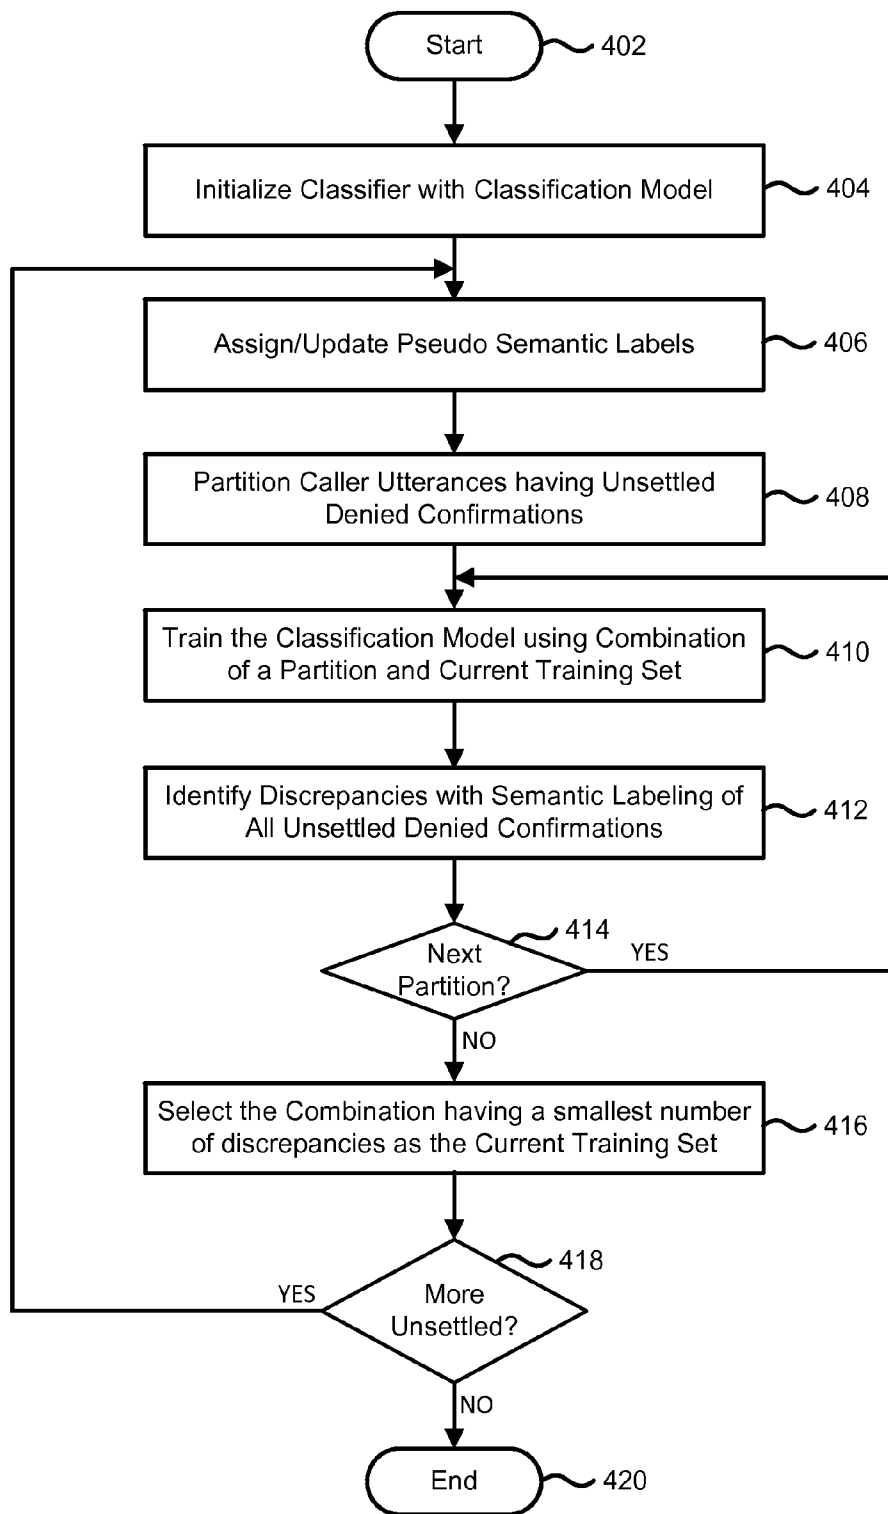 Start
402
Initialize Classifier with Classification Model
404
Assign/Update Pseudo Semantic Labels
406
Partition Caller Utterances having Unsettled
Denied Confirmations
408
Train the Classification Model using Combination
of a Partition and Current Training Set
410
Identify Discrepancies with Semantic Labeling of
All Unsettled Denied Confirmations
412
414
Next
Partition?
YES
NO
Select the Combination having a smallest number
of discrepancies as the Current Training Set
416
418
More
Unsettled?
YES
NO
End
420